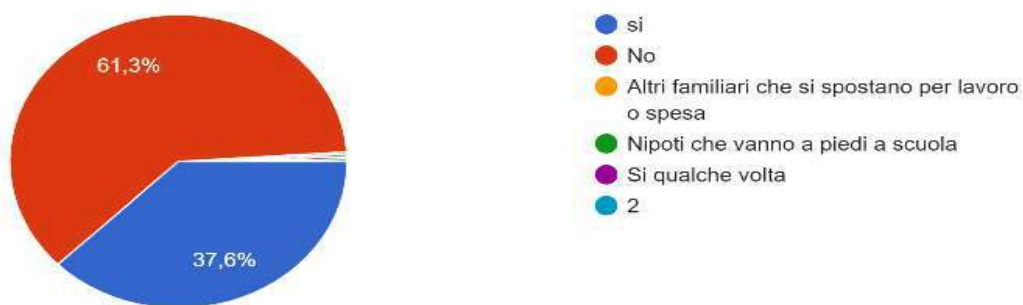 61,3%
37,6%
si
No
Altri familiari che si spostano per lavoro
o spesa
Nipoti che vanno a piedi a scuola
Si qualche volta
2